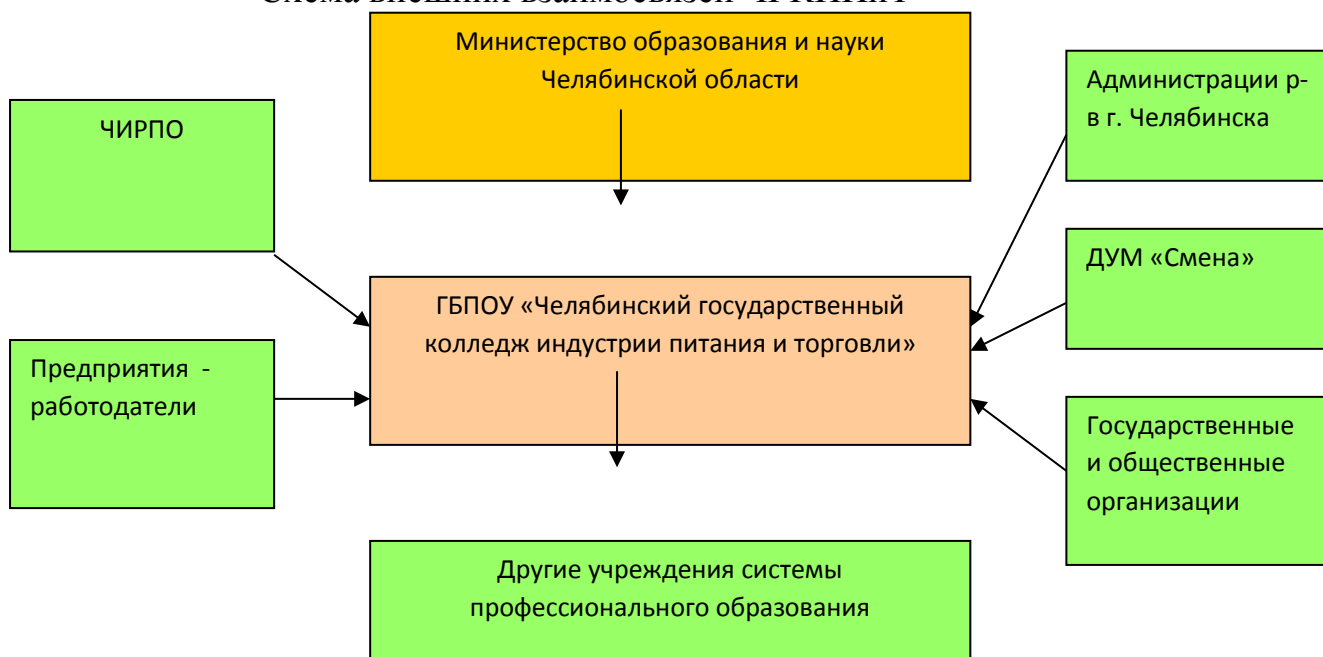 Министерство образования и науки
Челябинской области
ЧИРПО
Администрации р-
в г. Челябинска
ДУМ «Смена»
ГБПОУ «Челябинский государственный
колледж индустрии питания и торговли»
Предприятия -
работодатели
Государственные
и общественные
организации
Другие учреждения системы
профессионального образования